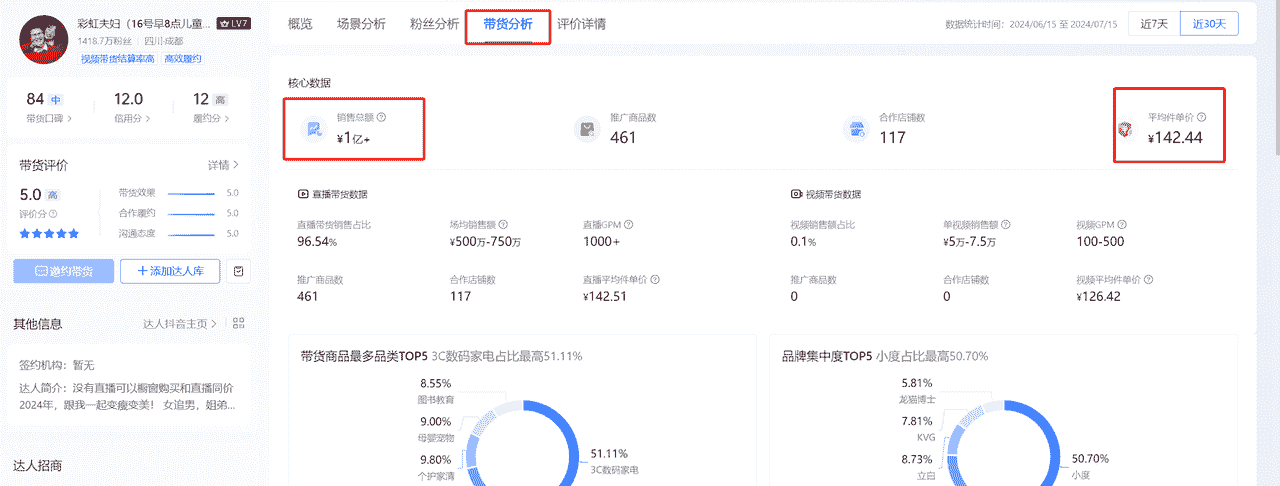 彩虹夫妇（16号早8点儿童... LV7
1418.7万粉丝 四川·成都
视频带货结算率高 高效履约
84 中 12.0 12 高
带货口碑 > 信用分 > 履约分 >
带货评价 详情 >
5.0 高
评价分
带货效果 5.0
合作履约 5.0
沟通态度 5.0
邀约带货 +添加达人库
其他信息 达人抖音主页 >
签约机构：暂无
达人简介：没有直播可以橱窗购买和直播同价
2024年，跟我一起变瘦变美！ 女追男，姐弟...
达人招商
概览 场景分析 粉丝分析 带货分析 评价详情
数据统计时间：2024/06/15 至 2024/07/15 近7天 近30天
核心数据
销售总额 推广商品数 合作店铺数 平均件单价
¥1亿+ 461 117 ¥142.44
直播带货数据
直播带货销售占比 场均销售额 直播GPM
96.54% ¥500万-750万 1000+
推广商品数 合作店铺数 直播平均件单价
461 117 ¥142.51
视频带货数据
视频销售额占比 单视频销售额 视频GPM
0.1% ¥5万-7.5万 100-500
推广商品数 合作店铺数 视频平均件单价
0 0 ¥126.42
带货商品最多品类TOP5 3C数码家电占比最高51.11%
8.55%
图书教育
9.00%
母婴宠物
9.80%
个护家清
51.11%
3C数码家电
品牌集中度TOP5 小度占比最高50.70%
5.81%
龙猫博士
7.81%
KVG
8.73%
立白
50.70%
小度